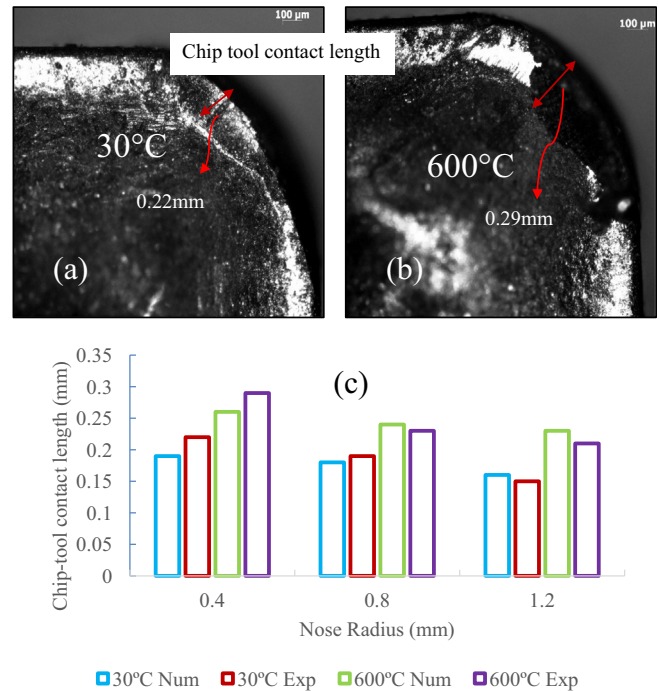 100 µm
100 µm
Chip tool contact length
30°C
600°C
0.22mm
0.29mm
(a)
(b)
(c)
Chip-tool contact length (mm)
0.35
0.3
0.25
0.2
0.15
0.1
0.05
0
0.4 0.8 1.2
Nose Radius (mm)
30ºC Num 30ºC Exp 600ºC Num 600ºC Exp